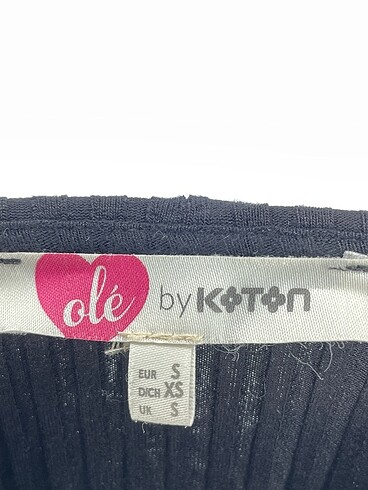 olé by KOTON
EUR S
DICH XS
UK S